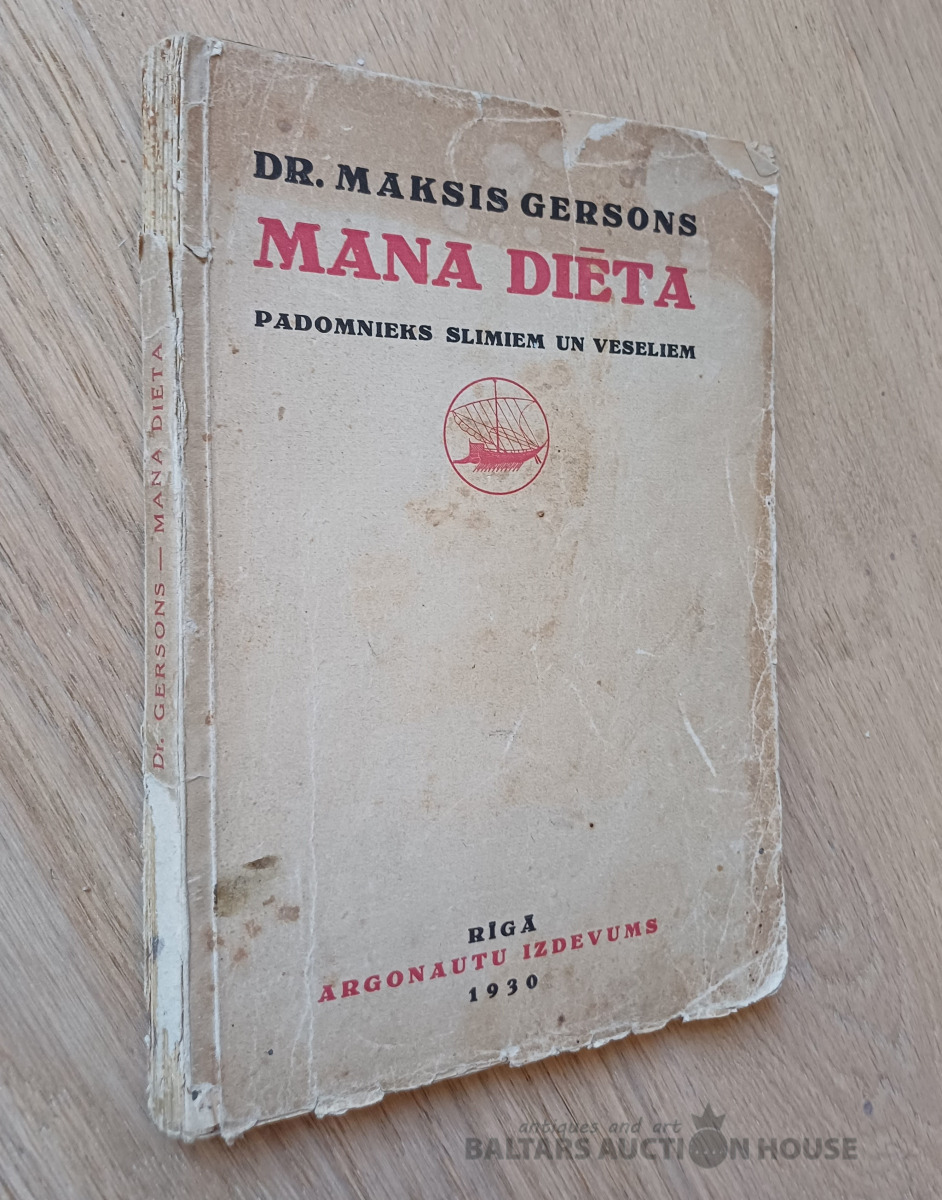 DR. MAKSIS GERSONS
MANA DIĒTA
PADOMNIEKS SLIMIEM UN VESELIEM
RĪGĀ
ARGONAUTU IZDEVUMS
1930
Dr. GERSONS — MANA DIETA
antiques and art
BALTARS AUCTION HOUSE